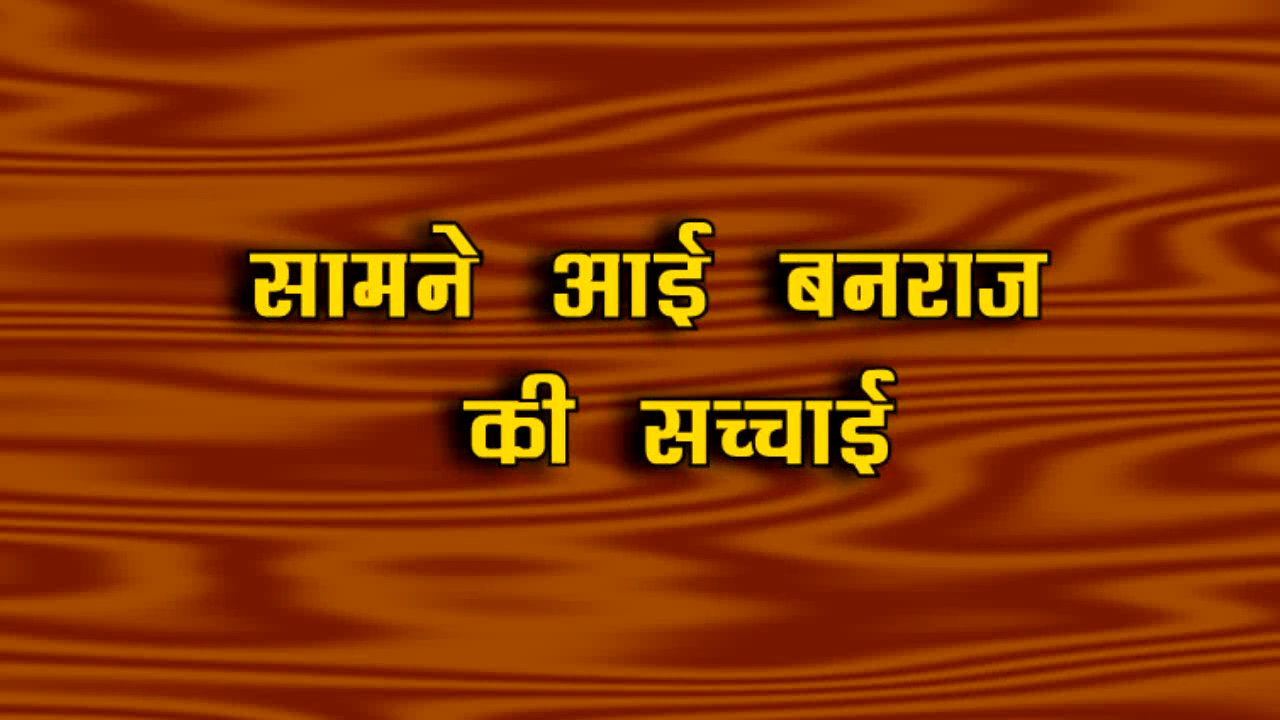 सामने आई बनराज
की सच्चाई